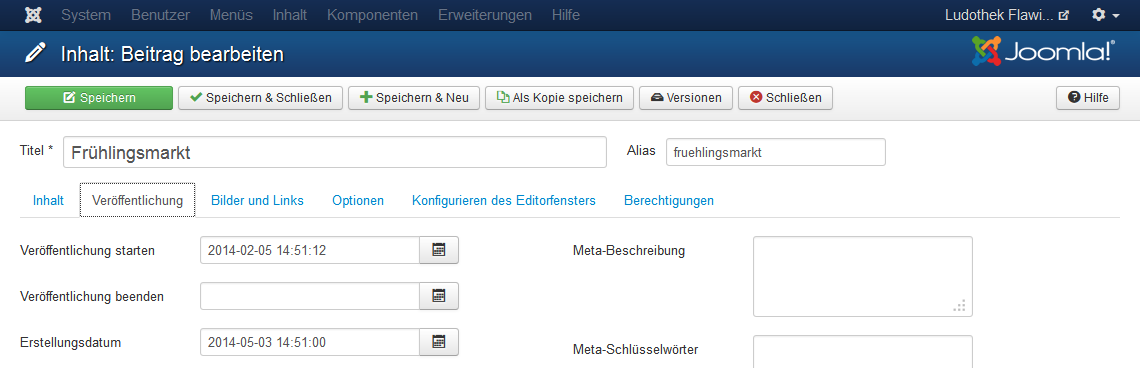 System Benutzer Menüs Inhalt Komponenten Erweiterungen Hilfe Ludothek Flawi...
Inhalt: Beitrag bearbeiten Joomla!
Speichern Speichern & Schließen Speichern & Neu Als Kopie speichern Versionen Schließen Hilfe
Titel * Frühlingsmarkt Alias fruehlingsmarkt
Inhalt Veröffentlichung Bilder und Links Optionen Konfigurieren des Editorfensters Berechtigungen
Veröffentlichung starten 2014-02-05 14:51:12 Meta-Beschreibung
Veröffentlichung beenden
Erstellungsdatum 2014-05-03 14:51:00 Meta-Schlüsselwörter